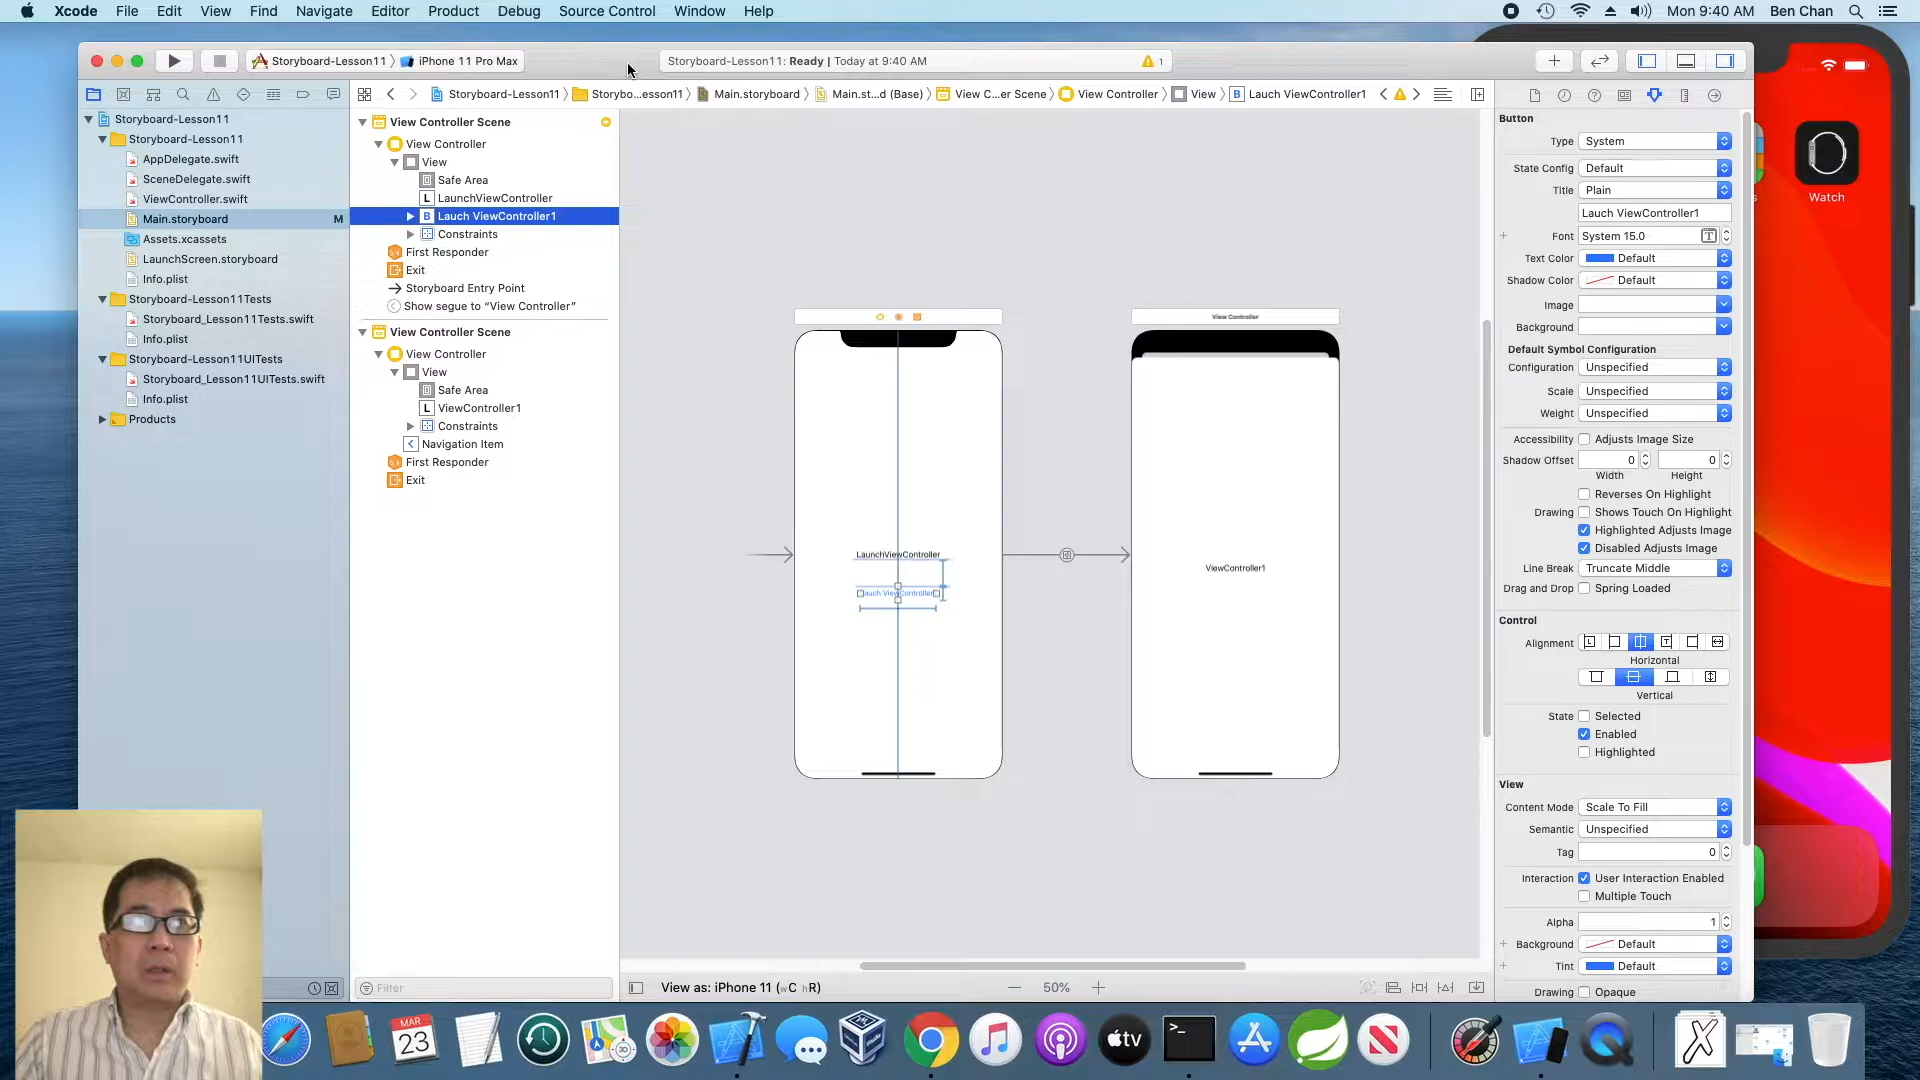 Xcode File Edit View Find Navigate Editor Product Debug Source Control Window Help
Mon 9:40 AM Ben Chan
Storyboard-Lesson11 iPhone 11 Pro Max
Storyboard-Lesson11: Ready | Today at 9:40 AM
1
Storyboard-Lesson11
Storyboard-Lesson11
AppDelegate.swift
SceneDelegate.swift
ViewController.swift
Main.storyboard M
Assets.xcassets
LaunchScreen.storyboard
Info.plist
Storyboard-Lesson11Tests
Storyboard_Lesson11Tests.swift
Info.plist
Storyboard-Lesson11UITests
Storyboard_Lesson11UITests.swift
Info.plist
Products
Storyboard-Lesson11 Storybo...esson11 Main.storyboard Main.st...d (Base) View C...er Scene View Controller View B Lauch ViewController1
View Controller Scene
View Controller
View
Safe Area
L LaunchViewController
B Lauch ViewController1
Constraints
First Responder
Exit
Storyboard Entry Point
Show segue to “View Controller”
View Controller Scene
View Controller
View
Safe Area
L ViewController1
Constraints
Navigation Item
First Responder
Exit
Filter
View Controller
LaunchViewController
Lauch ViewController
ViewController1
View as: iPhone 11 (wC hR)
50%
Button
Type System
State Config Default
Title Plain
Lauch ViewController1
Font System 15.0 T
Text Color Default
Shadow Color Default
Image
Background
Default Symbol Configuration
Configuration Unspecified
Scale Unspecified
Weight Unspecified
Accessibility Adjusts Image Size
Shadow Offset 0 0
Width Height
Reverses On Highlight
Drawing Shows Touch On Highlight
Highlighted Adjusts Image
Disabled Adjusts Image
Line Break Truncate Middle
Drag and Drop Spring Loaded
Control
Alignment
Horizontal
Vertical
State Selected
Enabled
Highlighted
View
Content Mode Scale To Fill
Semantic Unspecified
Tag 0
Interaction User Interaction Enabled
Multiple Touch
Alpha 1
Background Default
Tint Default
Drawing Opaque
s
Watch
MAR
23
3D
tv
>_
N
X